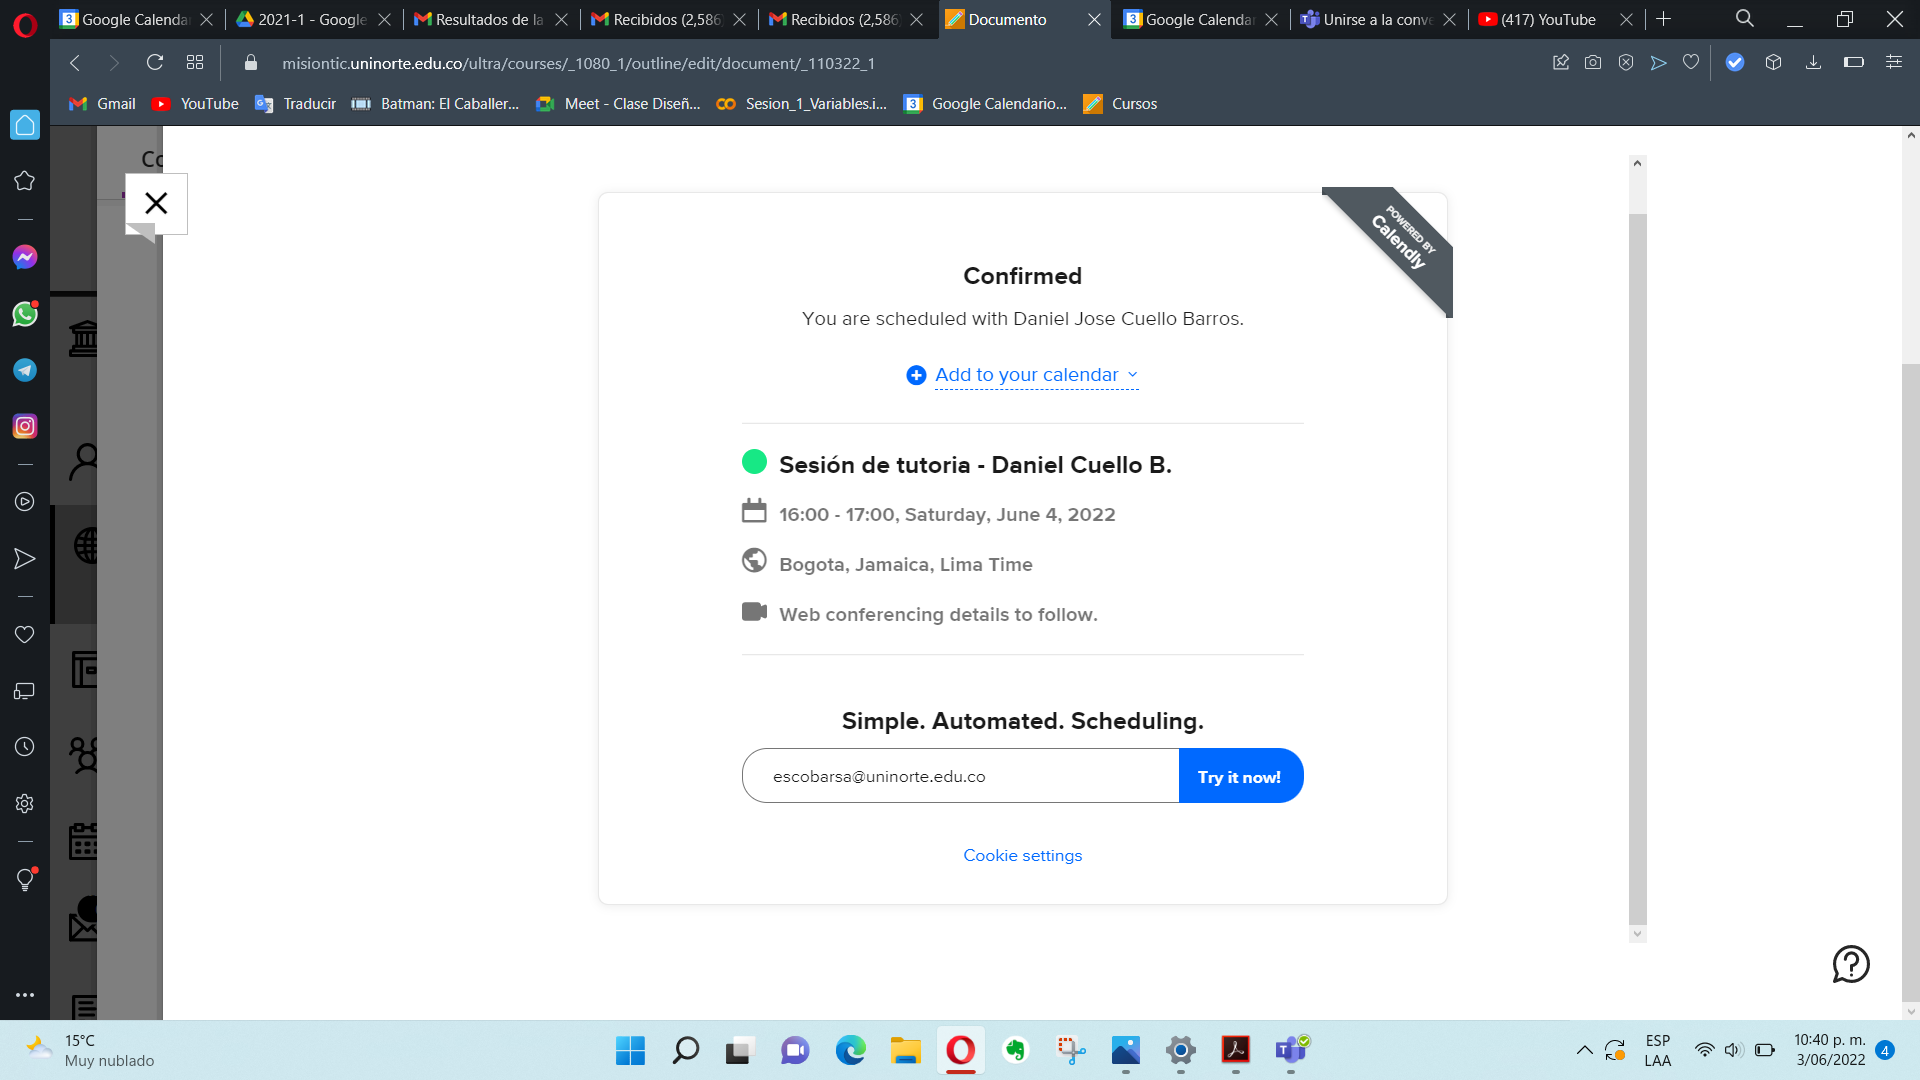 Google Calendar
2021-1 - Google
Resultados de la
Recibidos (2,586
Recibidos (2,586
Documento
Google Calendar
Unirse a la conve
(417) YouTube
misiontic.uninorte.edu.co/ultra/courses/_1080_1/outline/edit/document/_110322_1
Gmail
YouTube
Traducir
Batman: El Caballer...
Meet - Clase Diseñ...
Sesion_1_Variables.i...
Google Calendario...
Cursos
Co
POWERED BY
Calendly
Confirmed
You are scheduled with Daniel Jose Cuello Barros.
Add to your calendar
Sesión de tutoria - Daniel Cuello B.
16:00 - 17:00, Saturday, June 4, 2022
Bogota, Jamaica, Lima Time
Web conferencing details to follow.
Simple. Automated. Scheduling.
escobarsa@uninorte.edu.co
Try it now!
Cookie settings
15°C
Muy nublado
ESP
LAA
10:40 p. m.
3/06/2022
4